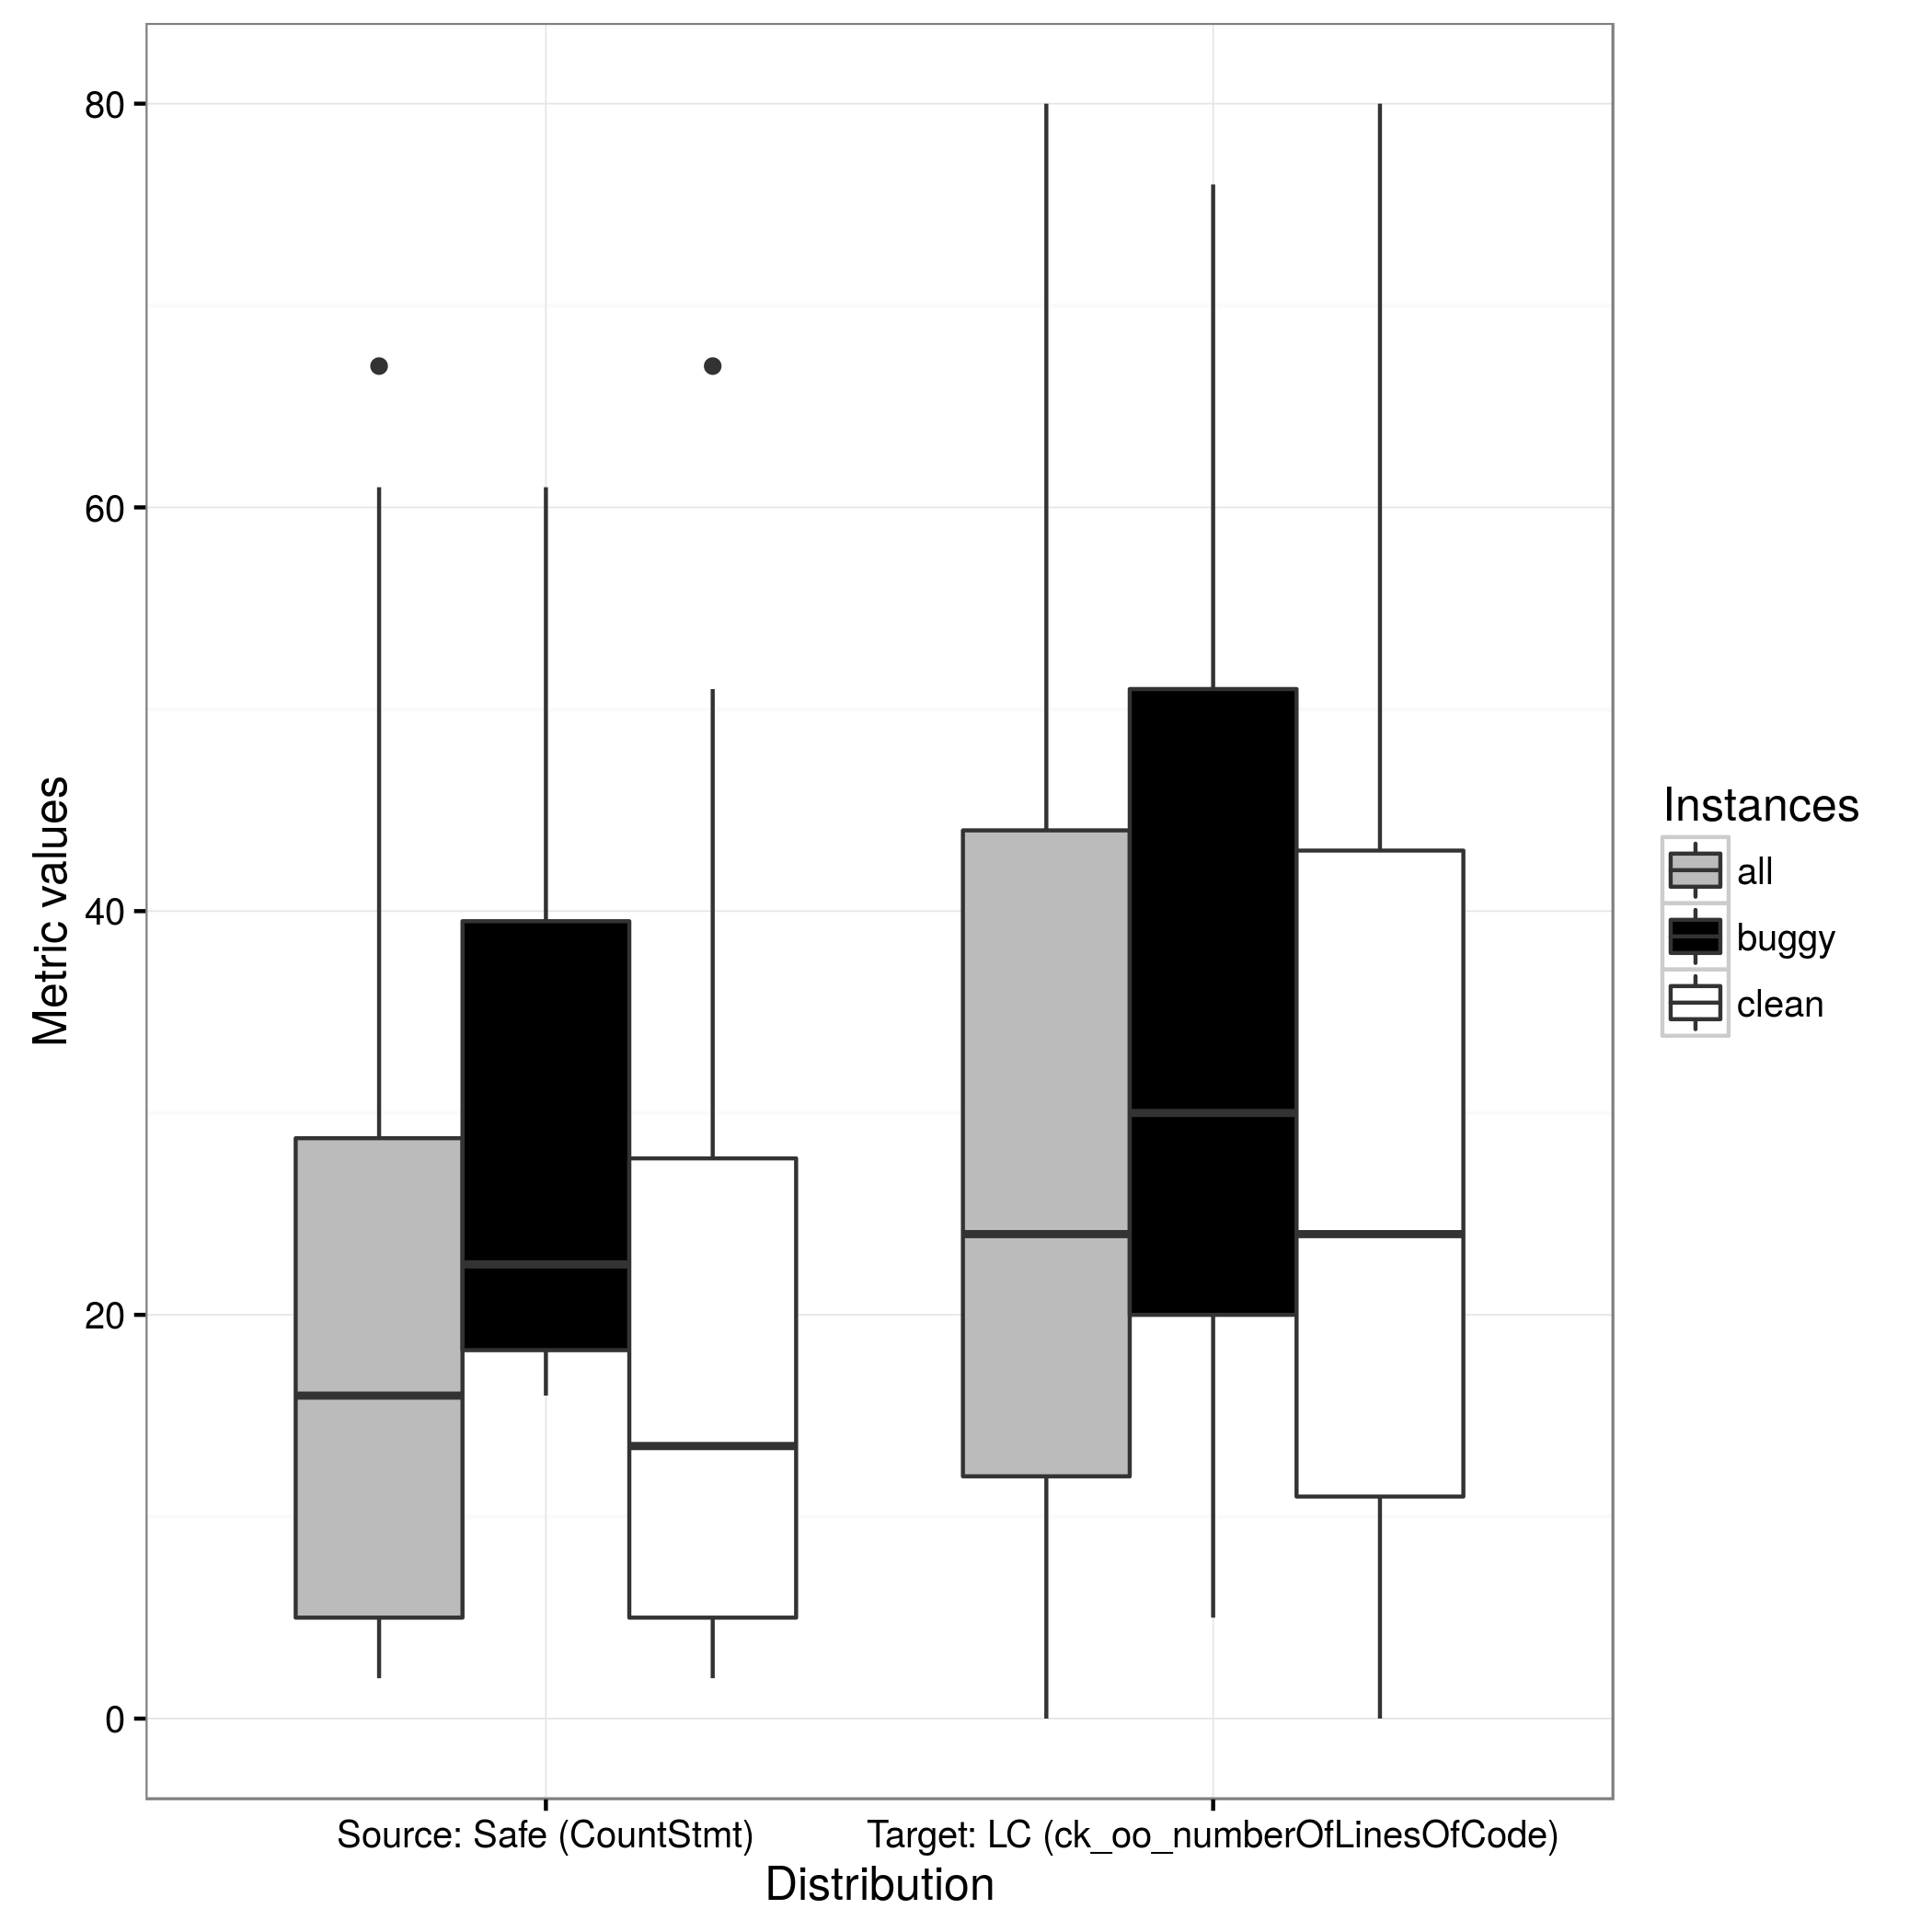 80
60
40
20
0
Metric values
Source: Safe (CountStmt)
Target: LC (ck_oo_numberOfLinesOfCode)
Distribution
Instances
all
buggy
clean